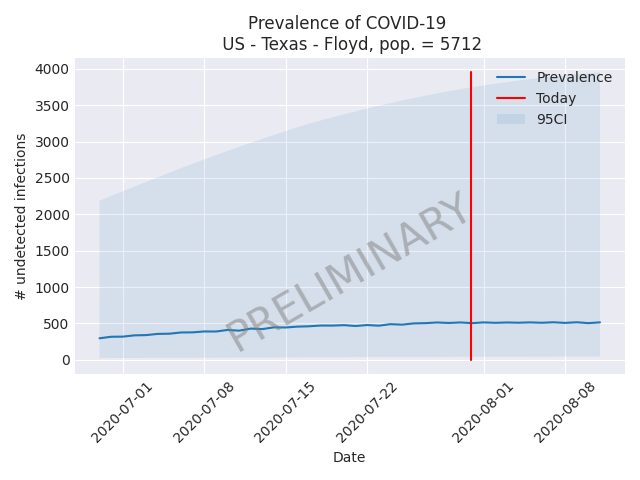 Prevalence of COVID-19
US - Texas - Floyd, pop. = 5712
4000
3500
3000
2500
2000
1500
1000
500
0
# undetected infections
Prevalence
Today
95CI
PRELIMINARY
2020-07-01
2020-07-08
2020-07-15
2020-07-22
2020-08-01
2020-08-08
Date